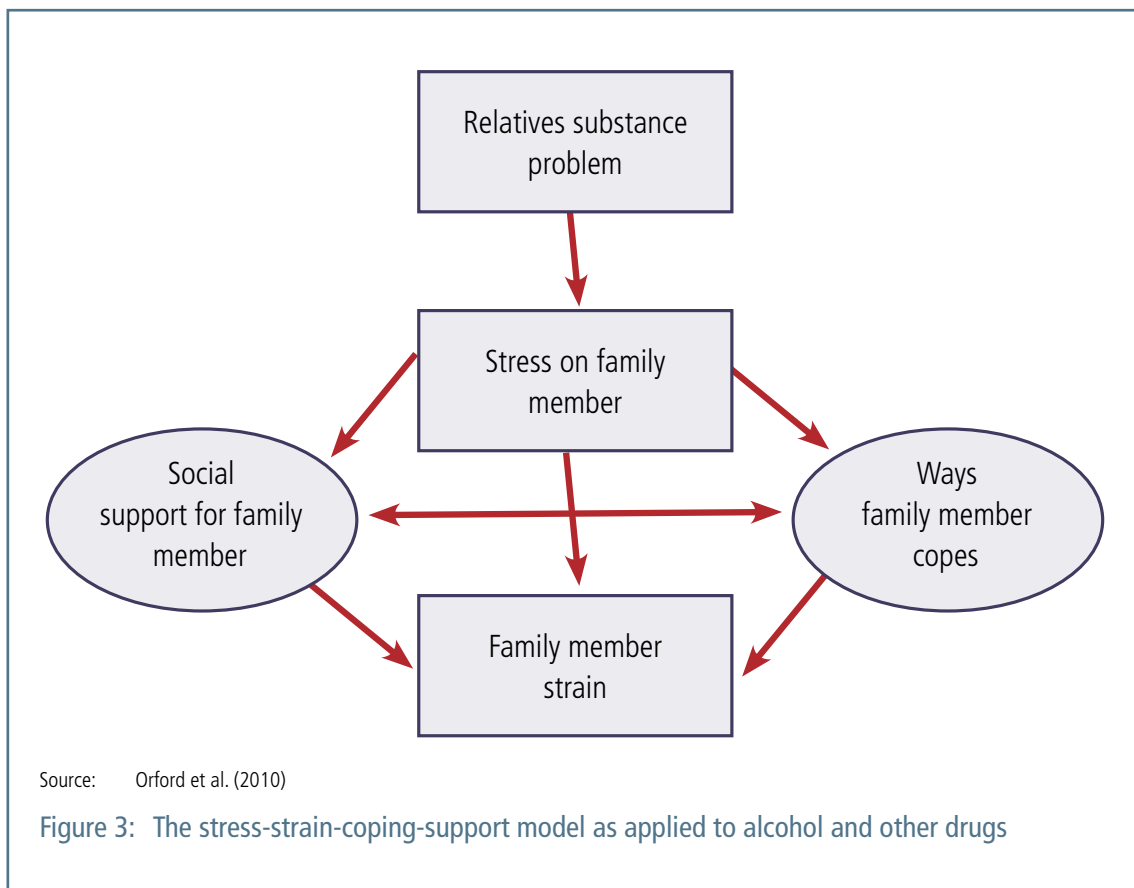 Relatives substance
problem
Stress on family
member
Social
support for family
member
Ways
family member
copes
Family member
strain
Source: Orford et al. (2010)
Figure 3: The stress-strain-coping-support model as applied to alcohol and other drugs